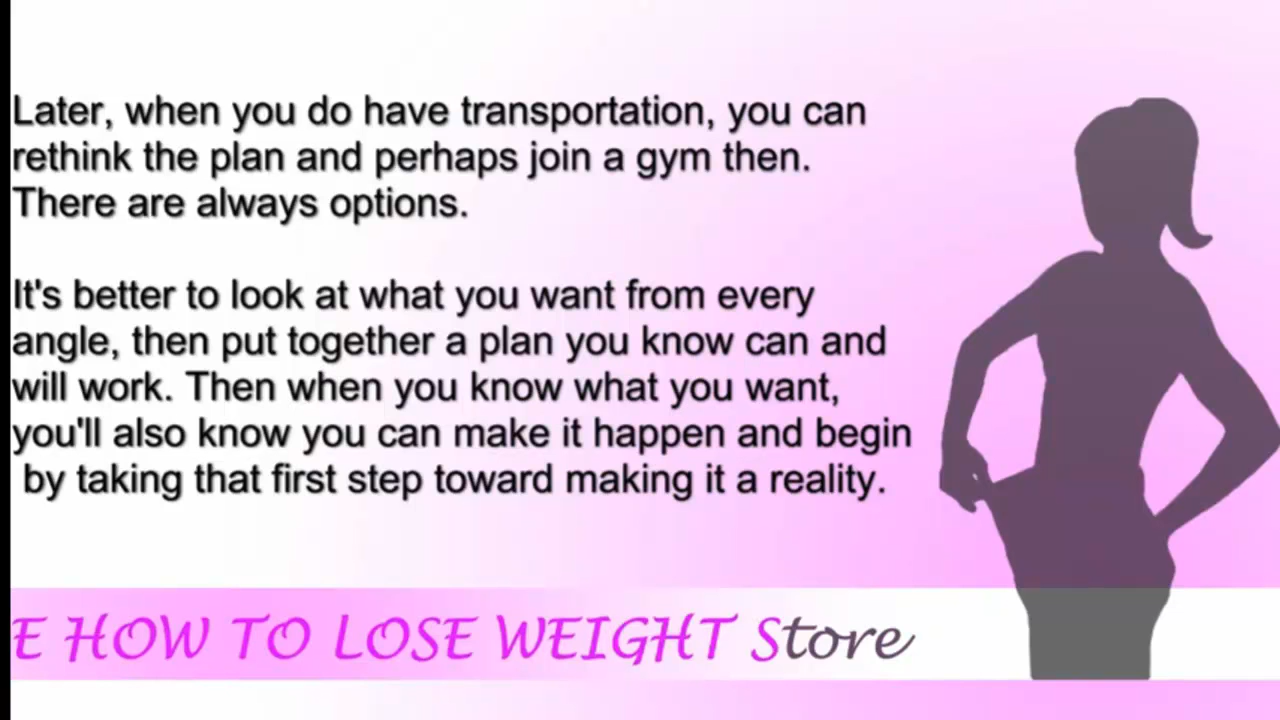 Later, when you do have transportation, you can
rethink the plan and perhaps join a gym then.
There are always options.
It's better to look at what you want from every
angle, then put together a plan you know can and
will work. Then when you know what you want,
you'll also know you can make it happen and begin
by taking that first step toward making it a reality.
E HOW TO LOSE WEIGHT Store